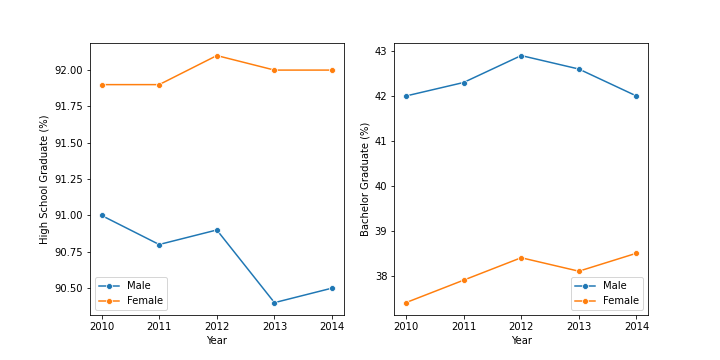 High School Graduate (%)
92.00
91.75
91.50
91.25
91.00
90.75
90.50
Male
Female
2010 2011 2012 2013 2014
Year
Bachelor Graduate (%)
43
42
41
40
39
38
Male
Female
2010 2011 2012 2013 2014
Year